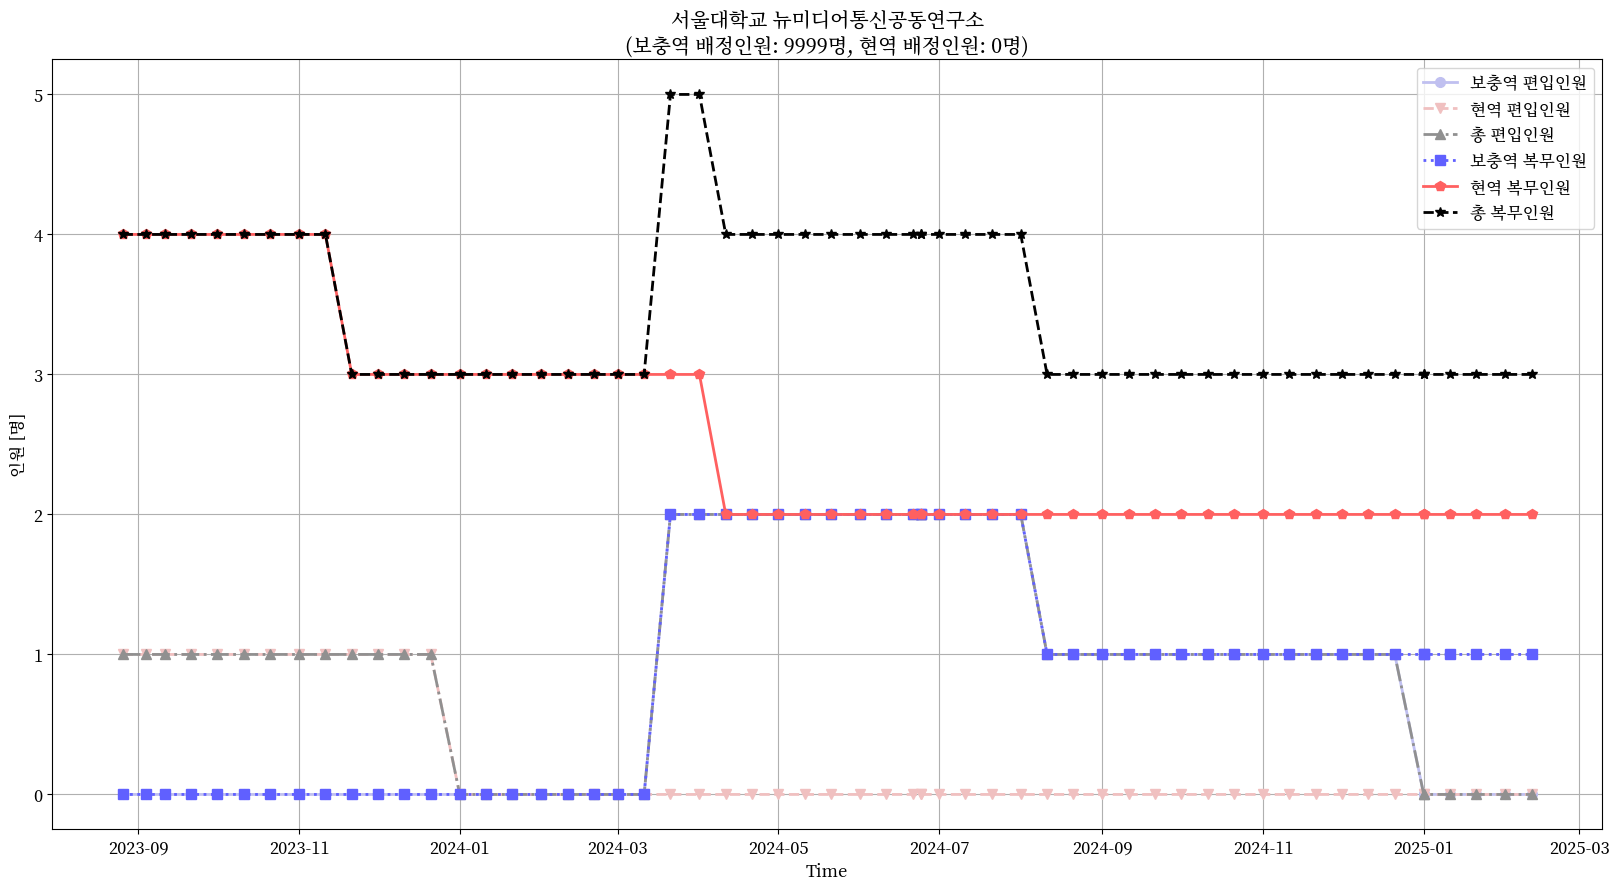 서울대학교 뉴미디어통신공동연구소
(보충역 배정인원: 9999명, 현역 배정인원: 0명)
보충역 편입인원
현역 편입인원
총 편입인원
보충역 복무인원
현역 복무인원
총 복무인원
인원 [명]
5
4
3
2
1
0
2023-09 2023-11 2024-01 2024-03 2024-05 2024-07 2024-09 2024-11 2025-01 2025-03
Time